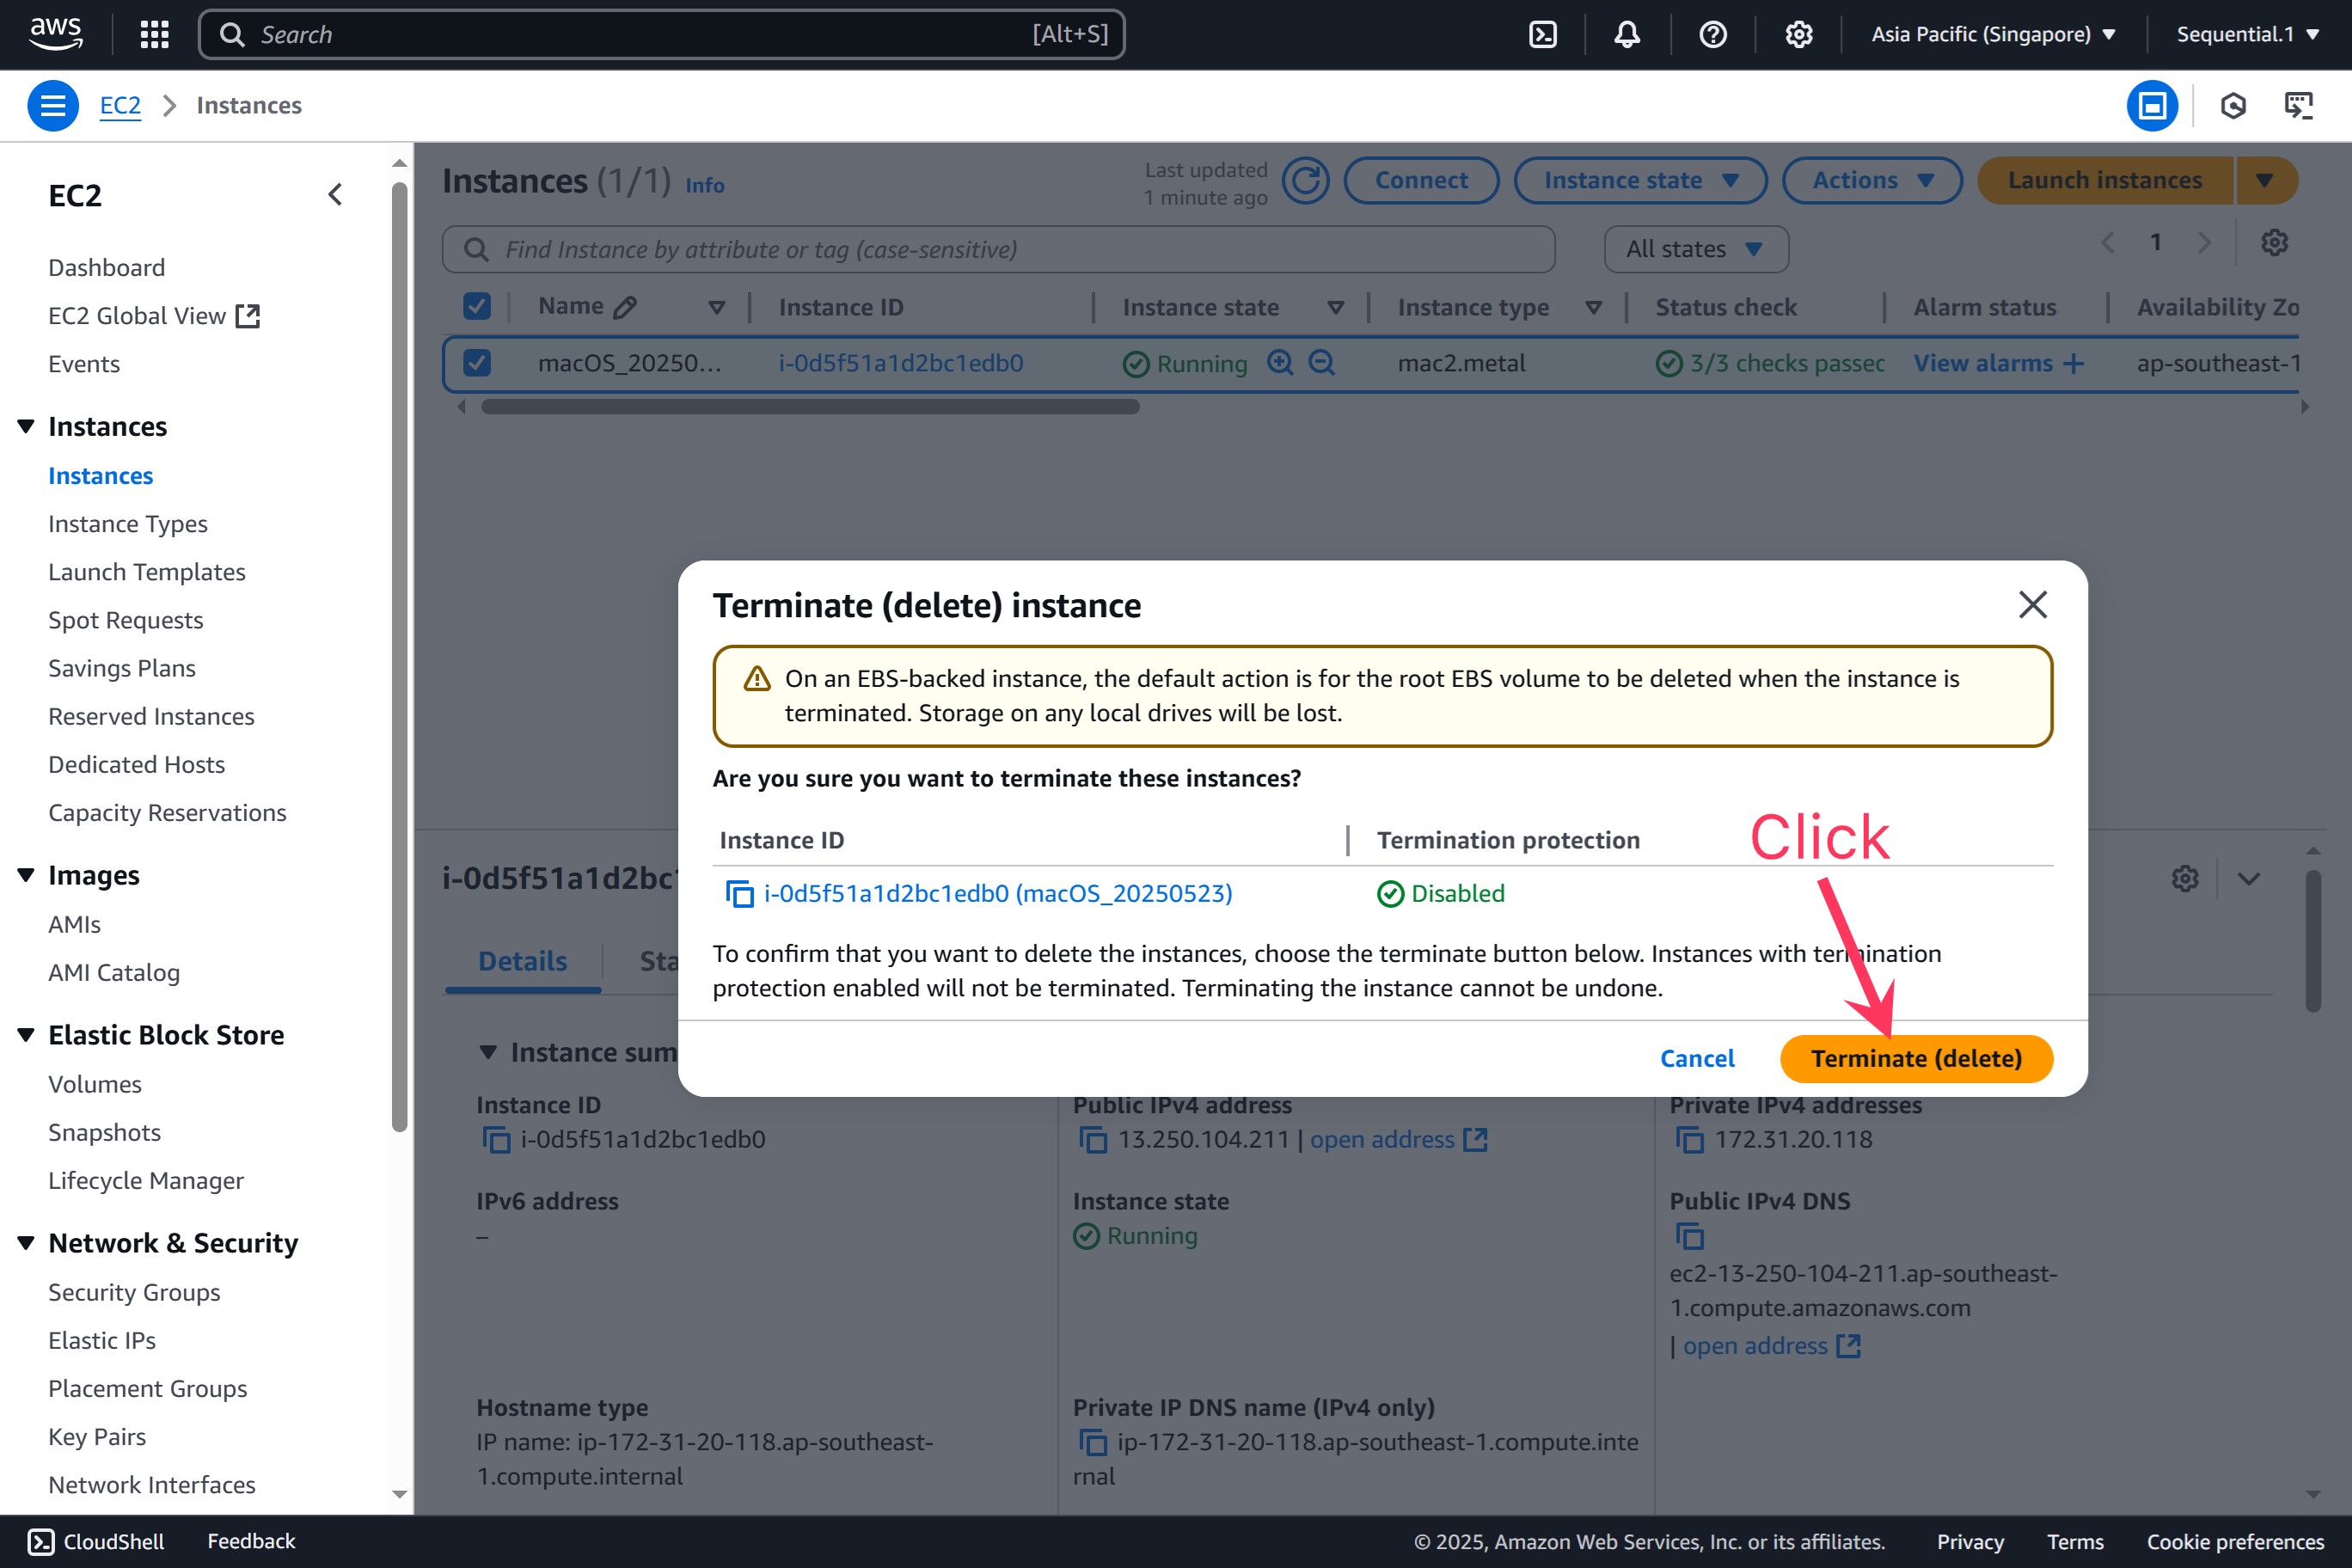 aws
Search [Alt+S]
Asia Pacific (Singapore)
Sequential.1
EC2 Instances
EC2
Dashboard
EC2 Global View
Events
Instances
Instances
Instance Types
Launch Templates
Spot Requests
Savings Plans
Reserved Instances
Dedicated Hosts
Capacity Reservations
Images
AMIs
AMI Catalog
Elastic Block Store
Volumes
Snapshots
Lifecycle Manager
Network & Security
Security Groups
Elastic IPs
Placement Groups
Key Pairs
Network Interfaces
Instances (1/1) Info
Last updated
1 minute ago
Connect
Instance state
Actions
Launch instances
Find Instance by attribute or tag (case-sensitive)
All states
1
Name Instance ID Instance state Instance type Status check Alarm status Availability Zo
macOS_20250... i-0d5f51a1d2bc1edb0 Running mac2.metal 3/3 checks passec View alarms + ap-southeast-1
Terminate (delete) instance
On an EBS-backed instance, the default action is for the root EBS volume to be deleted when the instance is
terminated. Storage on any local drives will be lost.
Are you sure you want to terminate these instances?
Instance ID Termination protection
i-0d5f51a1d2bc1edb0 (macOS_20250523) Disabled
Click
To confirm that you want to delete the instances, choose the terminate button below. Instances with termination
protection enabled will not be terminated. Terminating the instance cannot be undone.
Cancel
Terminate (delete)
i-0d5f51a1d2bc1
Details Sta
Instance sum
Instance ID
i-0d5f51a1d2bc1edb0
Public IPv4 address
13.250.104.211 | open address
Private IPv4 addresses
172.31.20.118
IPv6 address
–
Instance state
Running
Public IPv4 DNS
ec2-13-250-104-211.ap-southeast-
1.compute.amazonaws.com
| open address
Hostname type
IP name: ip-172-31-20-118.ap-southeast-
1.compute.internal
Private IP DNS name (IPv4 only)
ip-172-31-20-118.ap-southeast-1.compute.inte
rnal
CloudShell Feedback
© 2025, Amazon Web Services, Inc. or its affiliates. Privacy Terms Cookie preferences